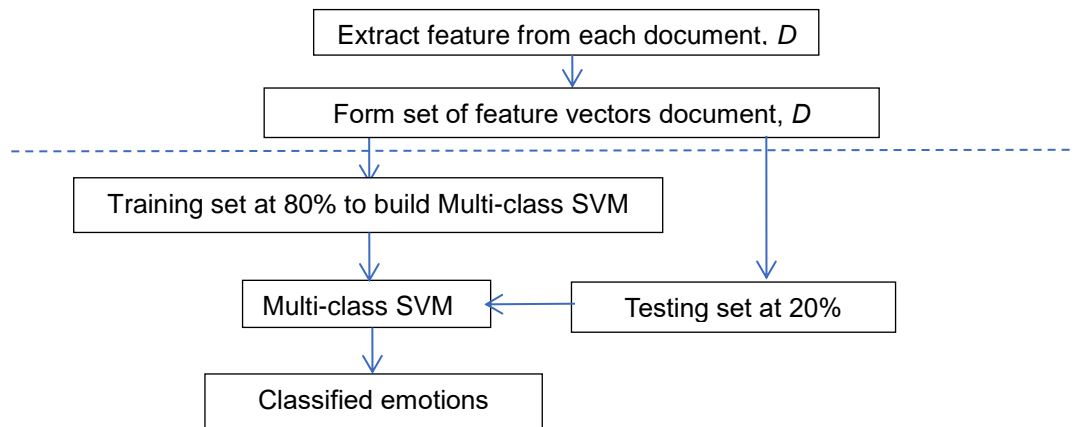 Extract feature from each document, D
Form set of feature vectors document, D
Training set at 80% to build Multi-class SVM
Multi-class SVM
Testing set at 20%
Classified emotions